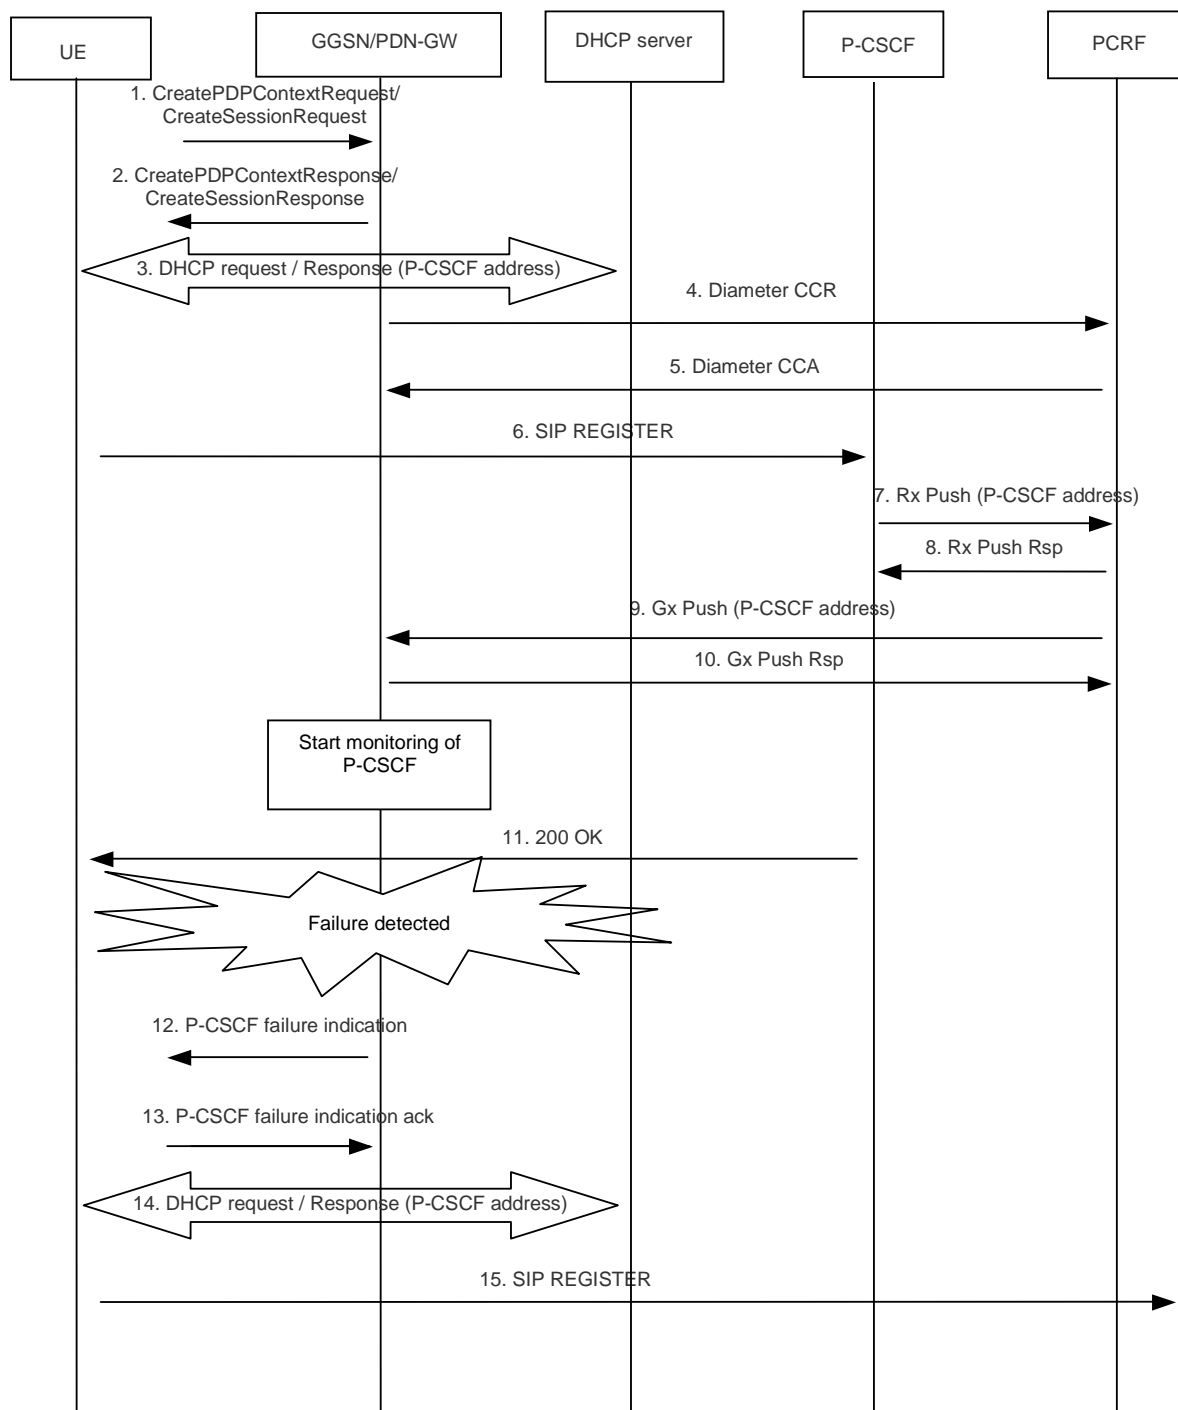 UE
GGSN/PDN-GW
DHCP server
P-CSCF
PCRF
1. CreatePDPContextRequest/
CreateSessionRequest
2. CreatePDPContextResponse/
CreateSessionResponse
3. DHCP request / Response (P-CSCF address)
4. Diameter CCR
5. Diameter CCA
6. SIP REGISTER
7. Rx Push (P-CSCF address)
8. Rx Push Rsp
9. Gx Push (P-CSCF address)
10. Gx Push Rsp
Start monitoring of
P-CSCF
11. 200 OK
Failure detected
12. P-CSCF failure indication
13. P-CSCF failure indication ack
14. DHCP request / Response (P-CSCF address)
15. SIP REGISTER